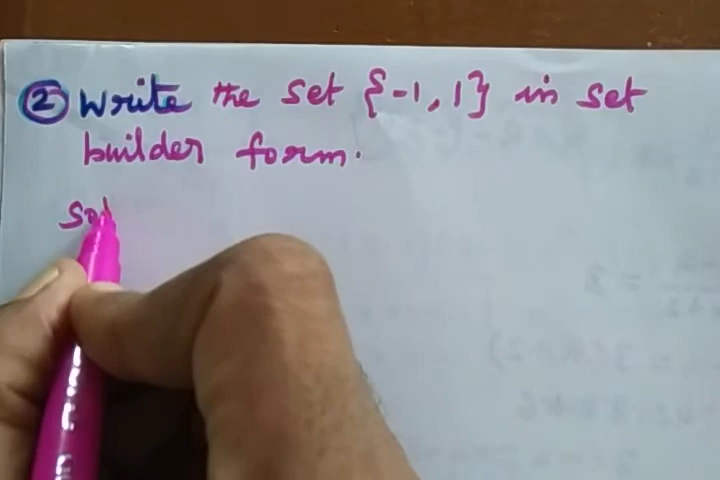 ② Write the set {-1, 1} in set
builder form.
Sol